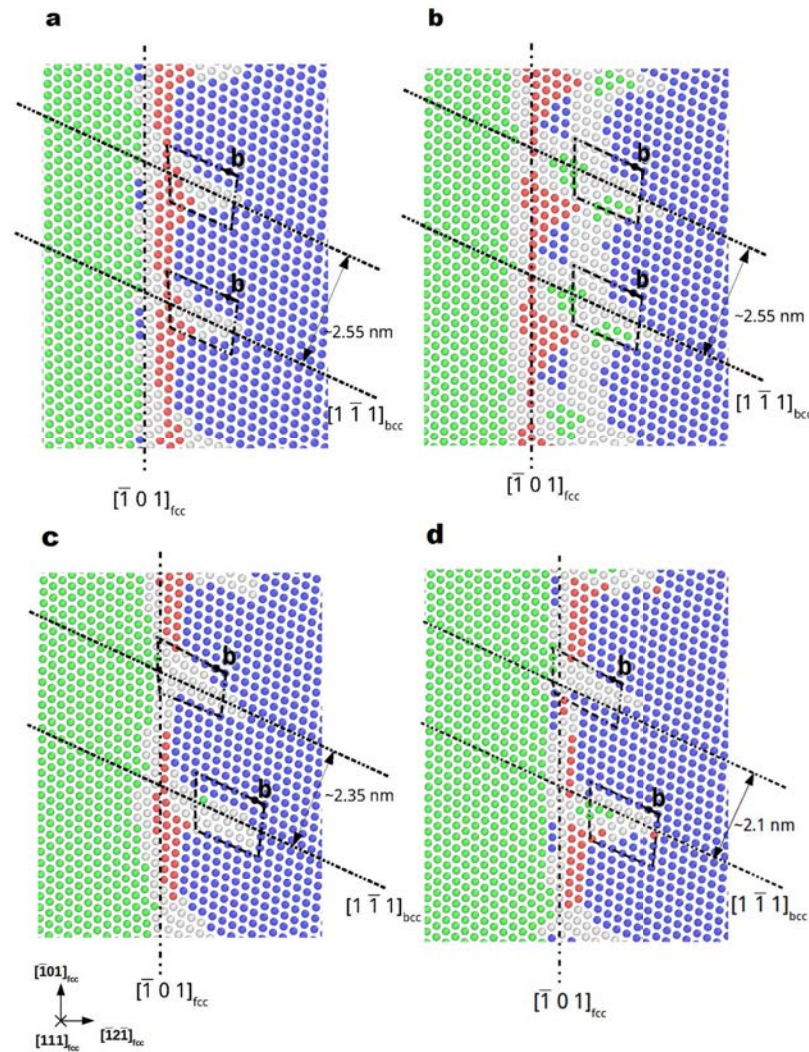 a
b
b
b
~2.55 nm
[1 1̅ 1]bcc
[1̅ 0 1]fcc
b
b
~2.55 nm
[1 1̅ 1]bcc
[1̅ 0 1]fcc
c
d
b
b
~2.35 nm
[1 1̅ 1]bcc
[1̅ 0 1]fcc
b
b
~2.1 nm
[1 1̅ 1]bcc
[1̅ 0 1]fcc
[1̅01]fcc
[111]fcc
[1̅21̅]fcc